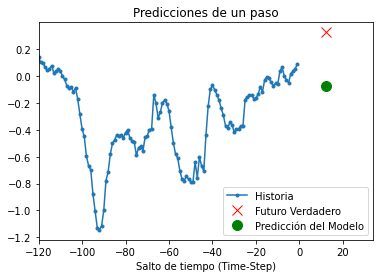 Predicciones de un paso
0.2
0.0
−0.2
−0.4
−0.6
−0.8
−1.0
−1.2
Historia
Futuro Verdadero
Predicción del Modelo
−120 −100 −80 −60 −40 −20 0 20
Salto de tiempo (Time-Step)